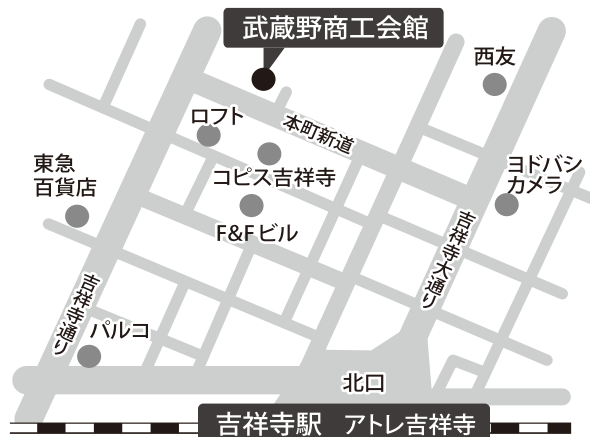 武蔵野商工会館
西友
ロフト
本町新道
コピス吉祥寺
東急
百貨店
ヨドバシ
カメラ
F&Fビル
吉祥寺大通り
吉祥寺通り
パルコ
北口
吉祥寺駅 アトレ吉祥寺